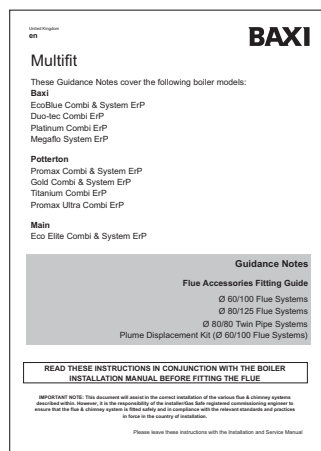 United Kingdom
en
BAXI
Multifit
These Guidance Notes cover the following boiler models:
Baxi
EcoBlue Combi & System ErP
Duo-tec Combi ErP
Platinum Combi ErP
Megaflo System ErP
Potterton
Promax Combi & System ErP
Gold Combi & System ErP
Titanium Combi ErP
Promax Ultra Combi ErP
Main
Eco Elite Combi & System ErP
Guidance Notes
Flue Accessories Fitting Guide
Ø 60/100 Flue Systems
Ø 80/125 Flue Systems
Ø 80/80 Twin Pipe Systems
Plume Displacement Kit (Ø 60/100 Flue Systems)
READ THESE INSTRUCTIONS IN CONJUNCTION WITH THE BOILER
INSTALLATION MANUAL BEFORE FITTING THE FLUE
IMPORTANT NOTE: This document will assist in the correct installation of the various flue & chimney systems
described within. However, it is the responsibility of the installer/Gas Safe registered commissioning engineer to
ensure that the flue & chimney system is fitted safely and in compliance with the relevant standards and practices
in force in the country of installation.
Please leave these instructions with the Installation and Service Manual